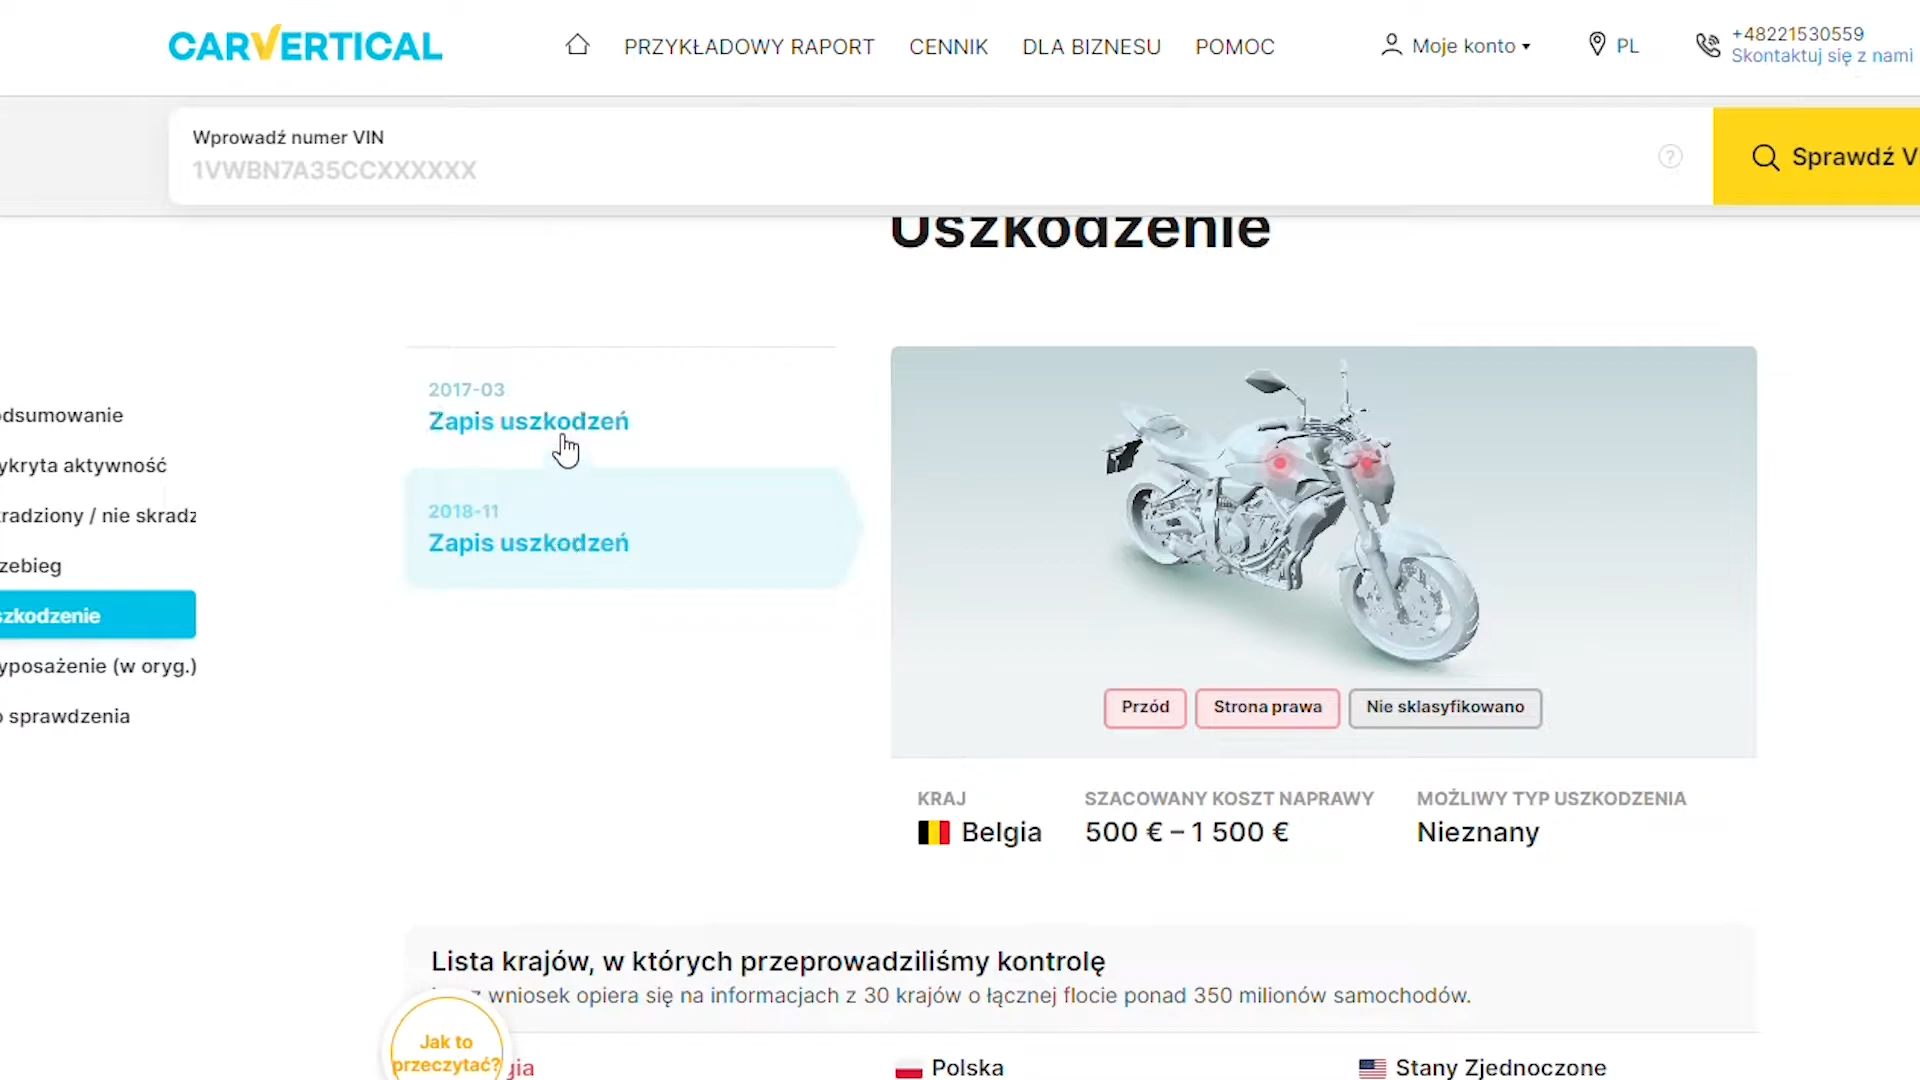 CARVERTICAL
PRZYKŁADOWY RAPORT
CENNIK
DLA BIZNESU
POMOC
Moje konto
PL
+48221530559
Skontaktuj się z nami
Wprowadź numer VIN
1VWBN7A35CCXXXXXX
Sprawdź V
Uszkodzenie
odsumowanie
ykryta aktywność
radziony / nie skradz
zebieg
szkodzenie
yposażenie (w oryg.)
o sprawdzenia
2017-03
Zapis uszkodzeń
2018-11
Zapis uszkodzeń
Przód
Strona prawa
Nie sklasyfikowano
KRAJ
Belgia
SZACOWANY KOSZT NAPRAWY
500 € – 1 500 €
MOŻLIWY TYP USZKODZENIA
Nieznany
Lista krajów, w których przeprowadziliśmy kontrolę
wniosek opiera się na informacjach z 30 krajów o łącznej flocie ponad 350 milionów samochodów.
Jak to
przeczytać?
gia
Polska
Stany Zjednoczone